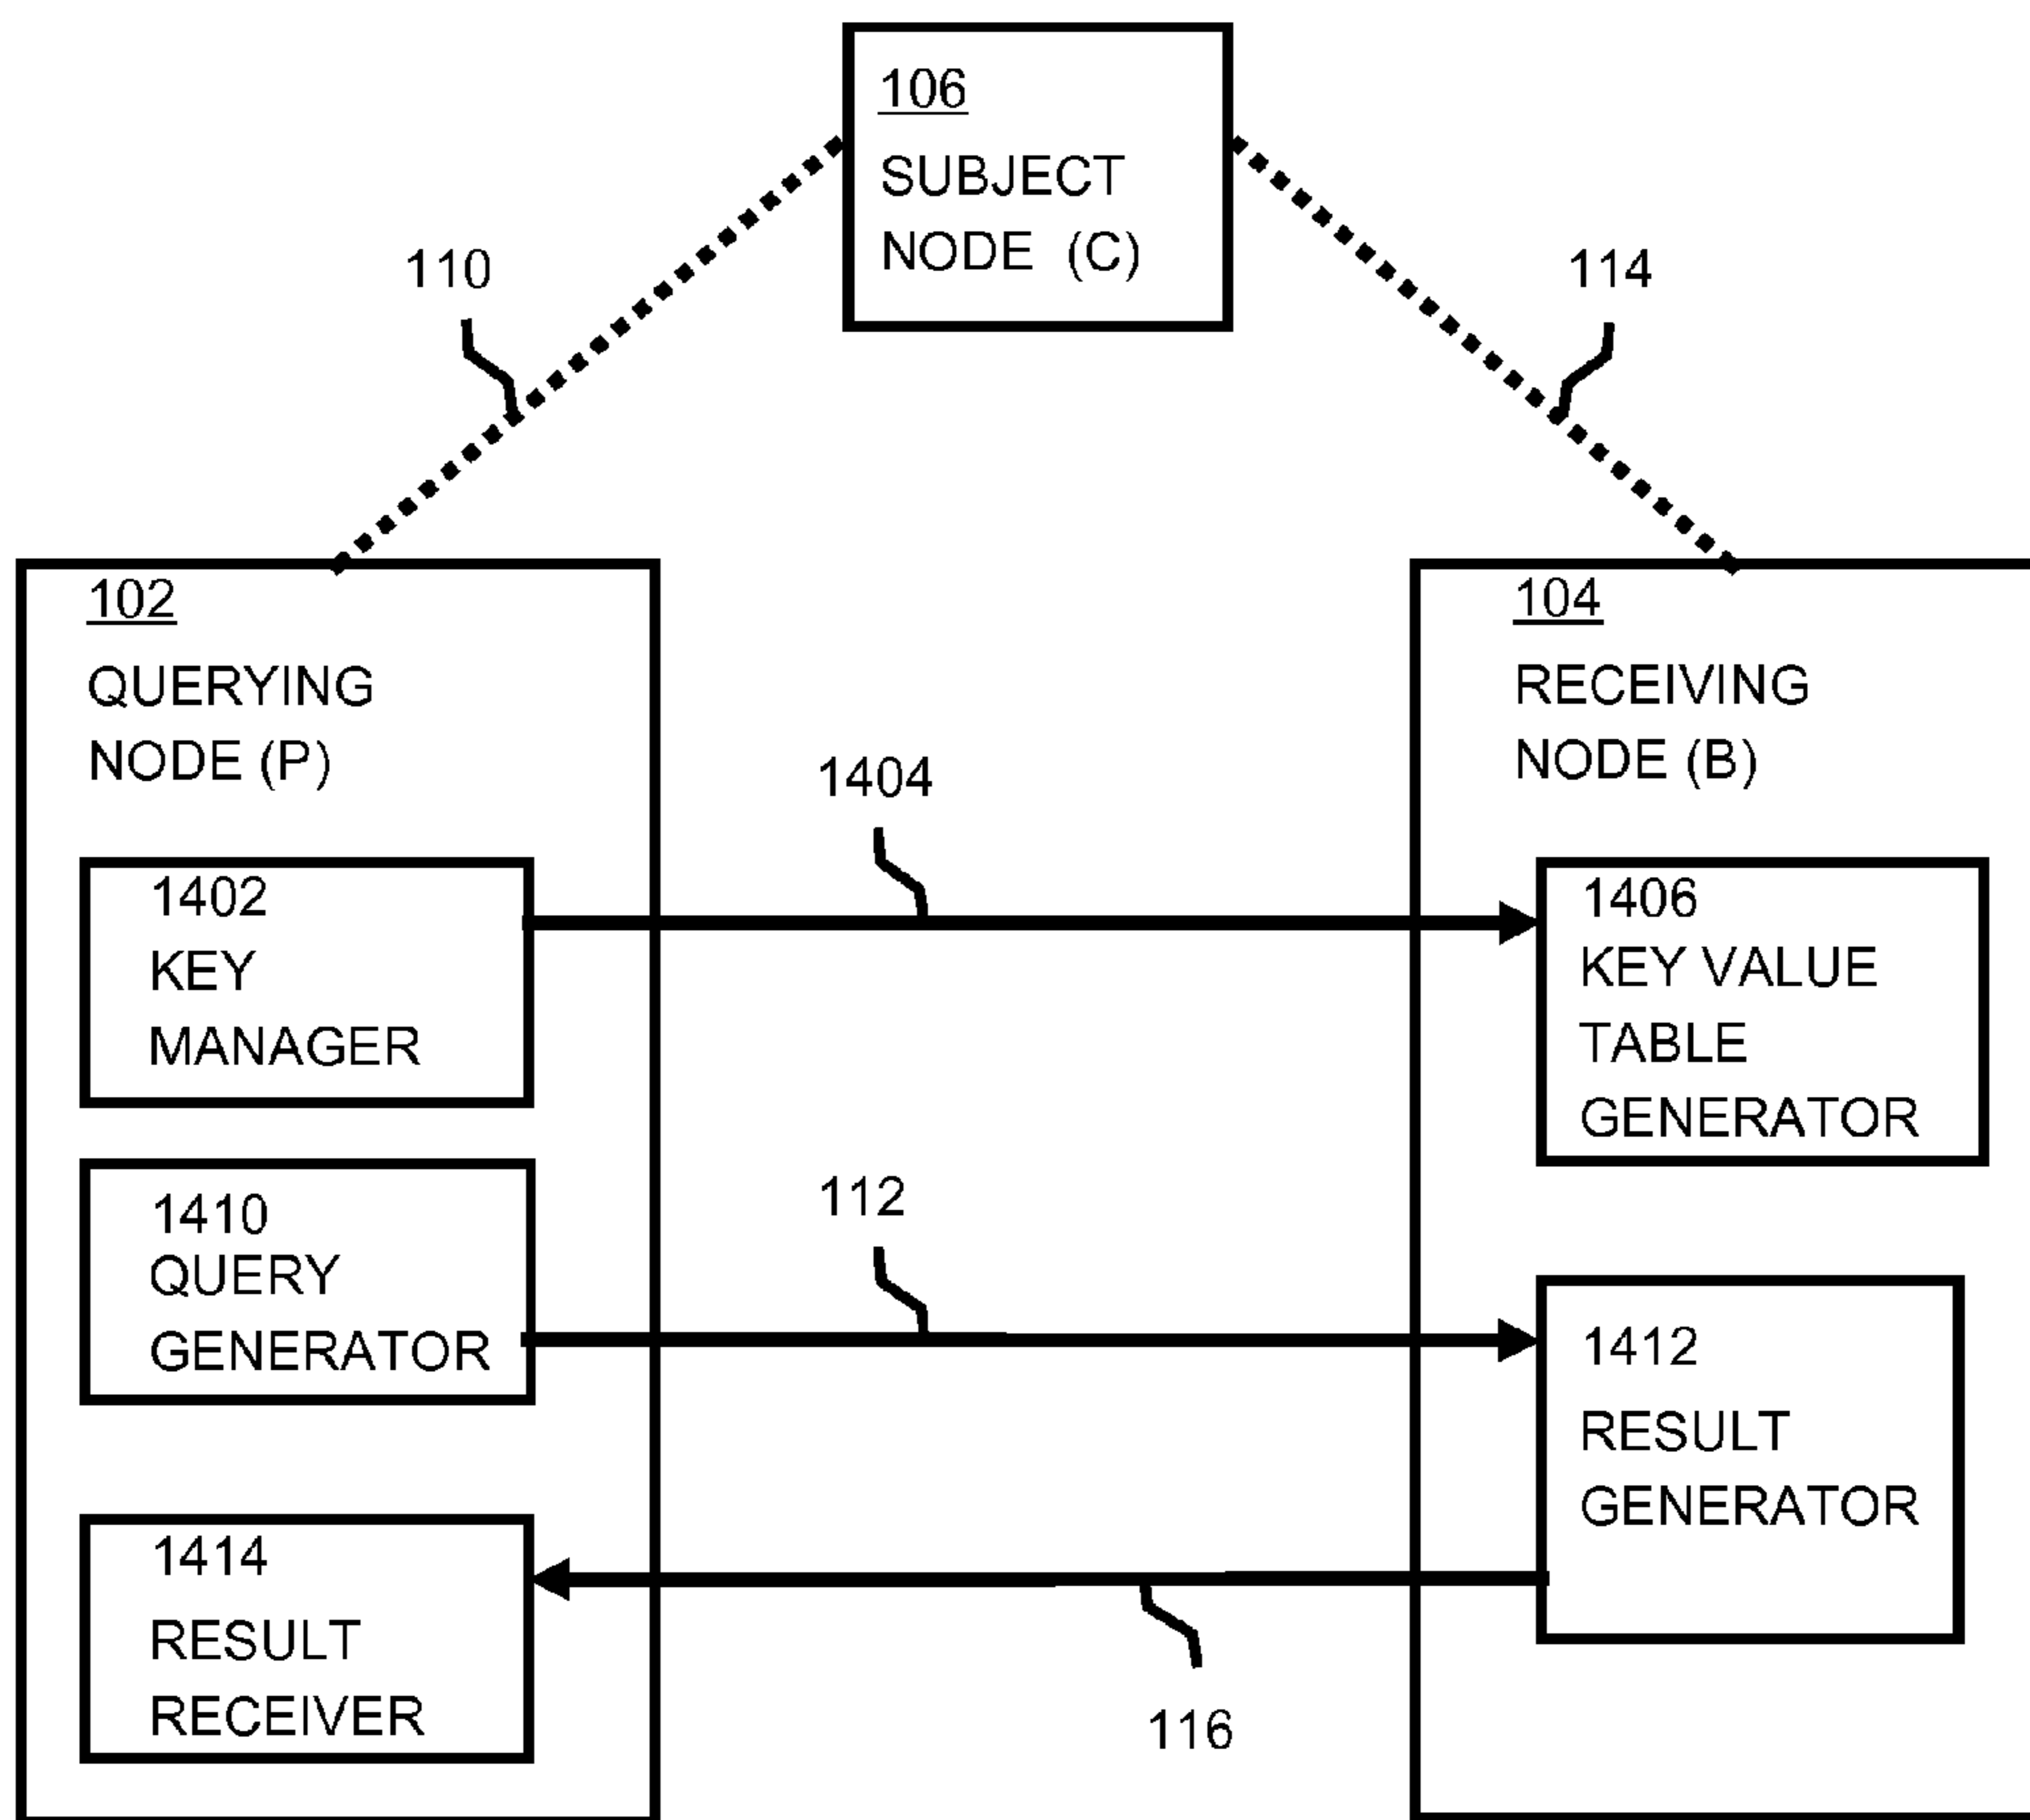 106
SUBJECT
NODE (C)
110
114
102
QUERYING
NODE (P)
104
RECEIVING
NODE (B)
1404
1402
KEY
MANAGER
1406
KEY VALUE
TABLE
GENERATOR
112
1410
QUERY
GENERATOR
1412
RESULT
GENERATOR
1414
RESULT
RECEIVER
116